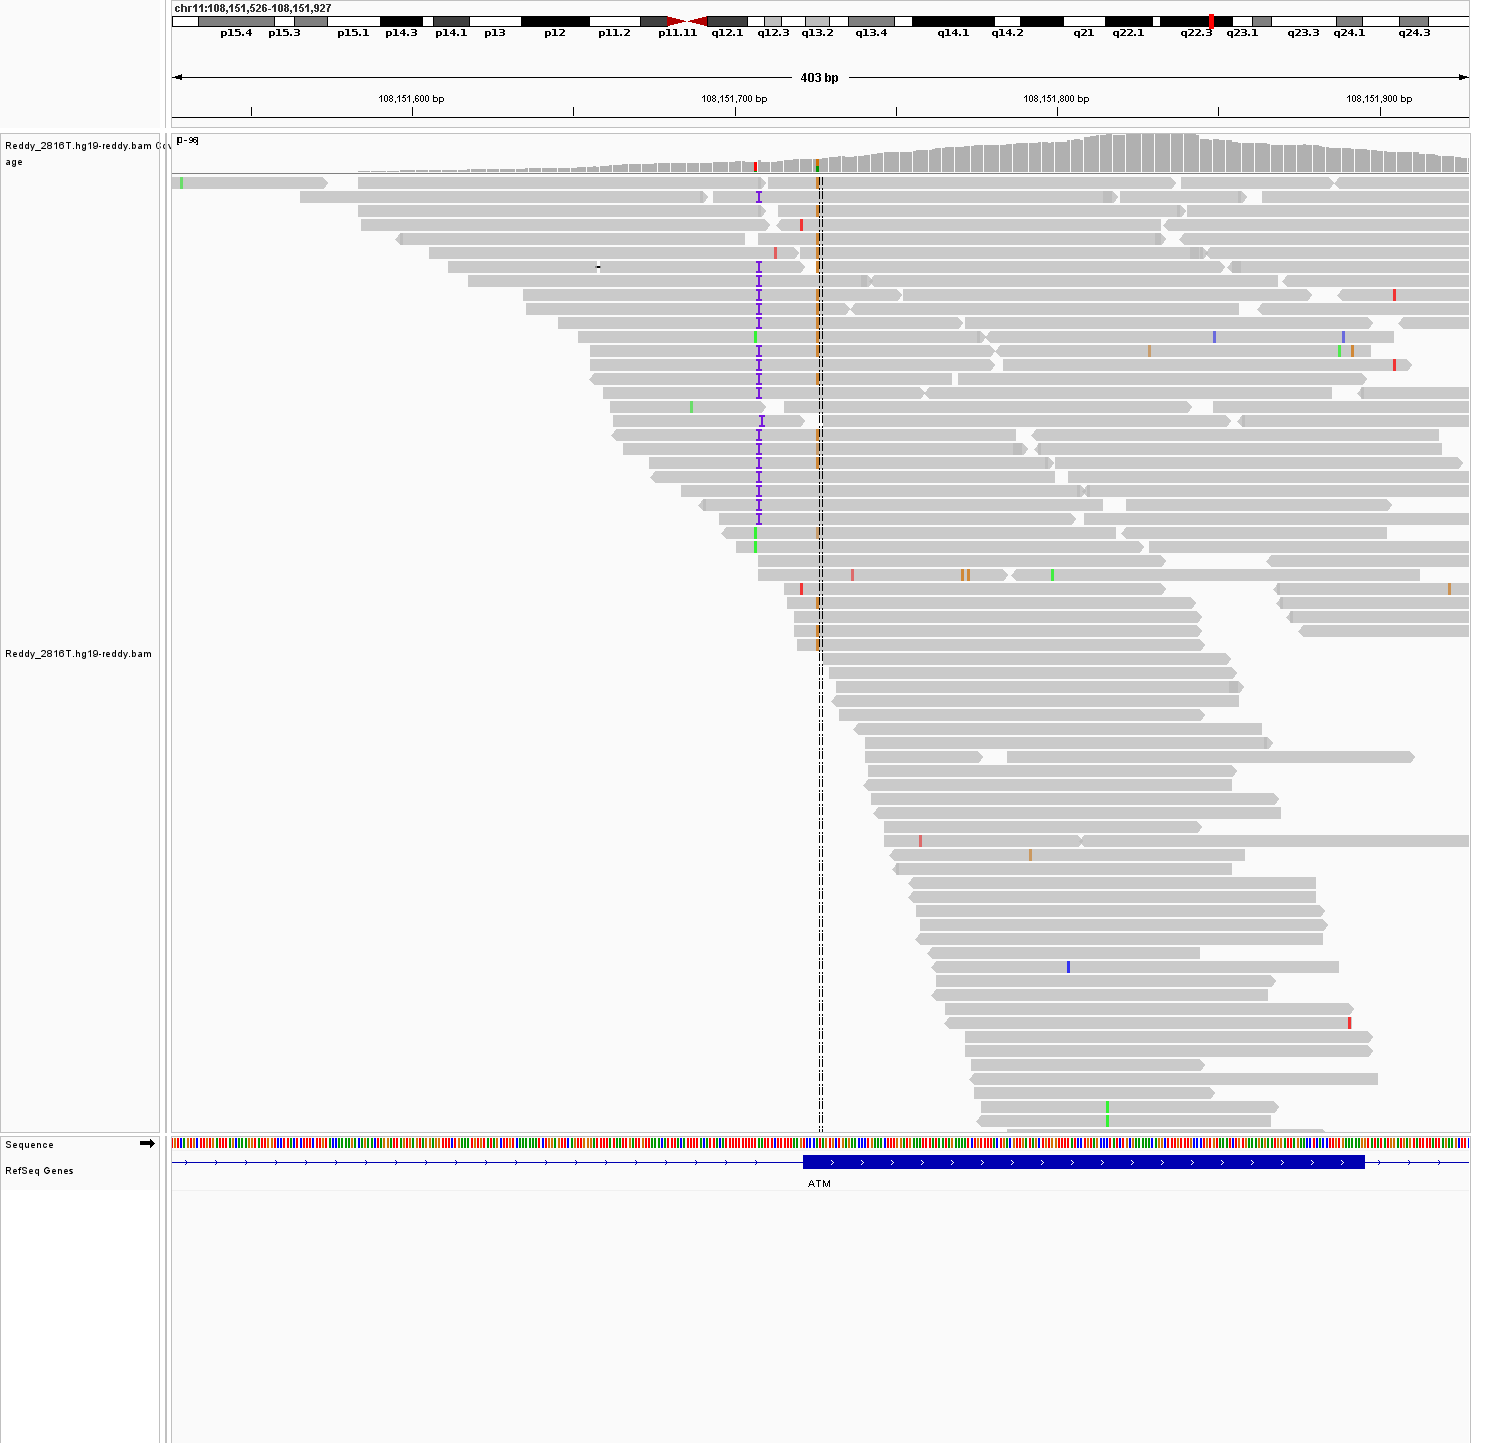 chr11:108,151,526-108,151,927
p15.4 p15.3 p15.1 p14.3 p14.1 p13 p12 p11.2 p11.11 q12.1 q12.3 q13.2 q13.4 q14.1 q14.2 q21 q22.1 q22.3 q23.1 q23.3 q24.1 q24.3
403 bp
108,151,600 bp 108,151,700 bp 108,151,800 bp 108,151,900 bp
[0-96]
Reddy_2816T.hg19-reddy.bam Cov
age
Reddy_2816T.hg19-reddy.bam
Sequence
RefSeq Genes
ATM